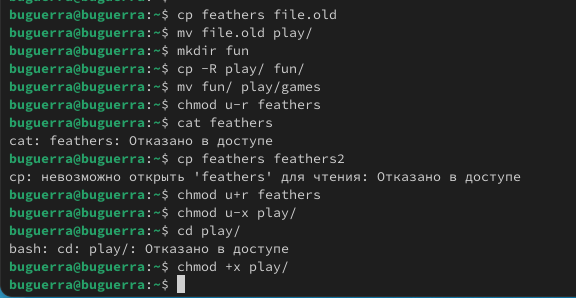 buguerra@buguerra:~$ cp feathers file.old
buguerra@buguerra:~$ mv file.old play/
buguerra@buguerra:~$ mkdir fun
buguerra@buguerra:~$ cp -R play/ fun/
buguerra@buguerra:~$ mv fun/ play/games
buguerra@buguerra:~$ chmod u-r feathers
buguerra@buguerra:~$ cat feathers
cat: feathers: Отказано в доступе
buguerra@buguerra:~$ cp feathers feathers2
cp: невозможно открыть 'feathers' для чтения: Отказано в доступе
buguerra@buguerra:~$ chmod u+r feathers
buguerra@buguerra:~$ chmod u-x play/
buguerra@buguerra:~$ cd play/
bash: cd: play/: Отказано в доступе
buguerra@buguerra:~$ chmod +x play/
buguerra@buguerra:~$